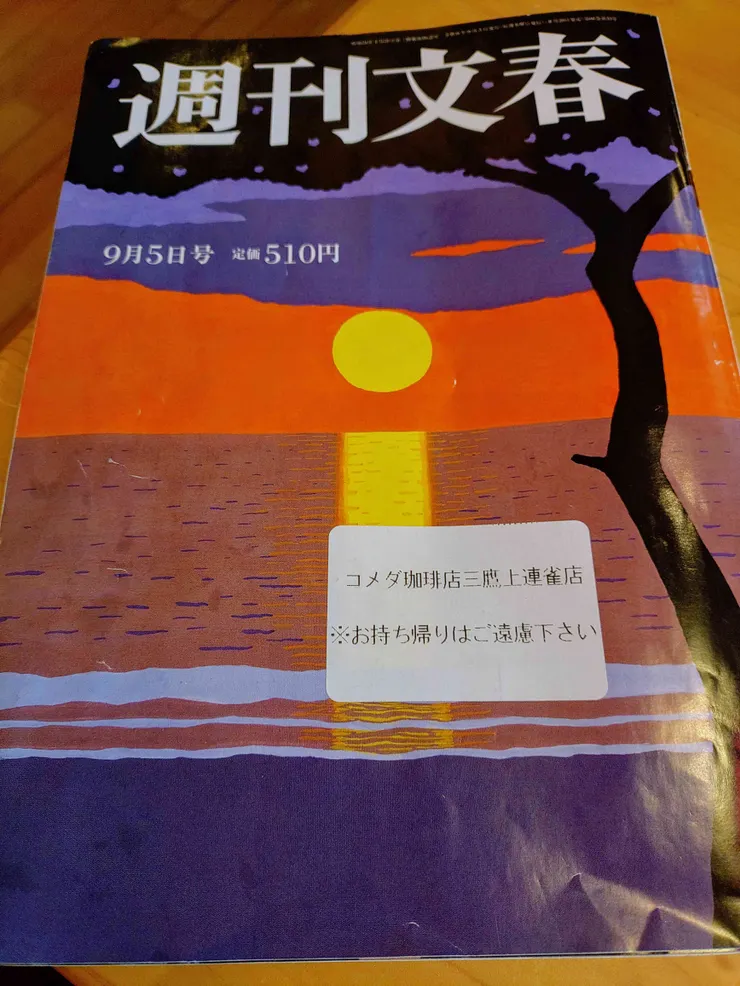 週刊文春
9月5日号 定価510円
コメダ珈琲店三鷹上連雀店
※お持ち帰りはご遠慮下さい